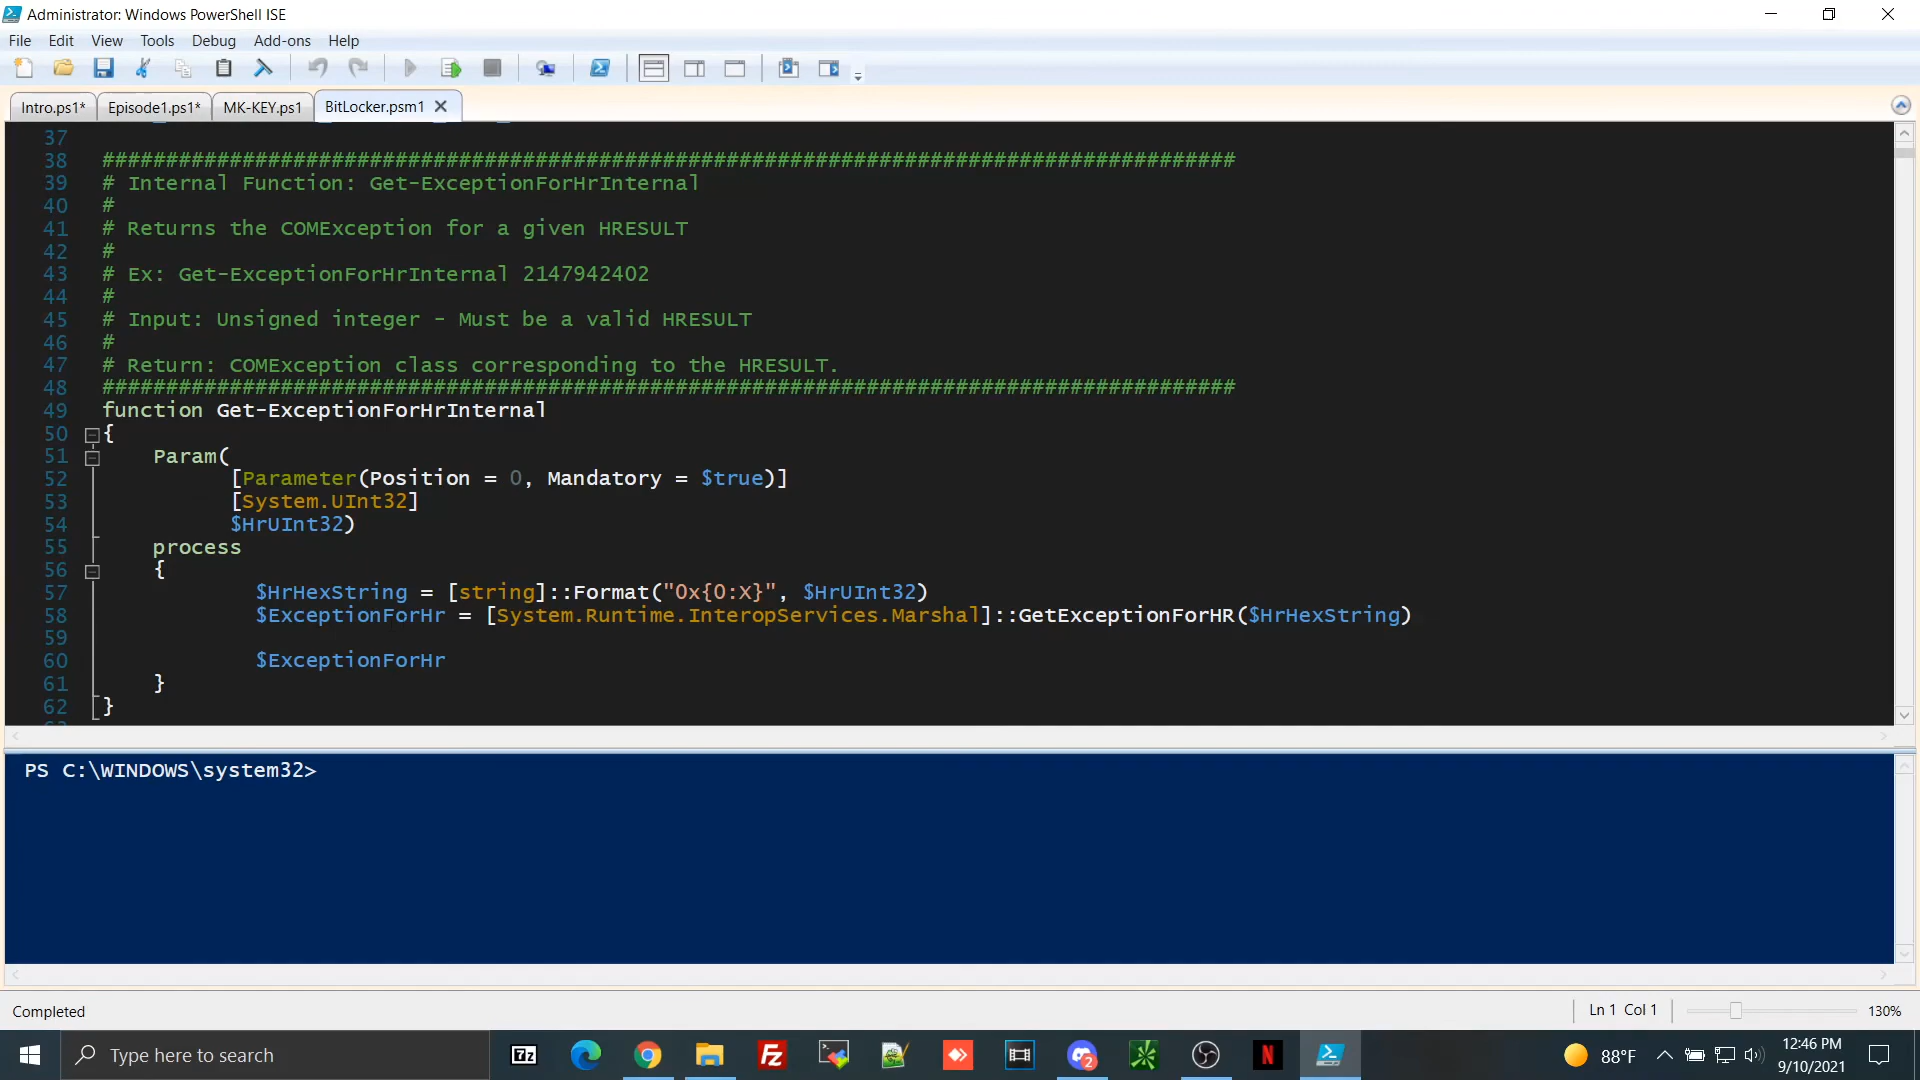 Administrator: Windows PowerShell ISE
File Edit View Tools Debug Add-ons Help
Intro.ps1* Episode1.ps1* MK-KEY.ps1 BitLocker.psm1
37
38 #########################################################################################
39 # Internal Function: Get-ExceptionForHrInternal
40 #
41 # Returns the COMException for a given HRESULT
42 #
43 # Ex: Get-ExceptionForHrInternal 2147942402
44 #
45 # Input: Unsigned integer - Must be a valid HRESULT
46 #
47 # Return: COMException class corresponding to the HRESULT.
48 #########################################################################################
49 function Get-ExceptionForHrInternal
50 {
51 Param(
52 [Parameter(Position = 0, Mandatory = $true)]
53 [System.UInt32]
54 $HrUInt32)
55 process
56 {
57 $HrHexString = [string]::Format("0x{0:X}", $HrUInt32)
58 $ExceptionForHr = [System.Runtime.InteropServices.Marshal]::GetExceptionForHR($HrHexString)
59
60 $ExceptionForHr
61 }
62 }
PS C:\WINDOWS\system32>
Completed
Ln 1 Col 1
130%
Type here to search
7z
Fz
2
N
88°F
12:46 PM
9/10/2021